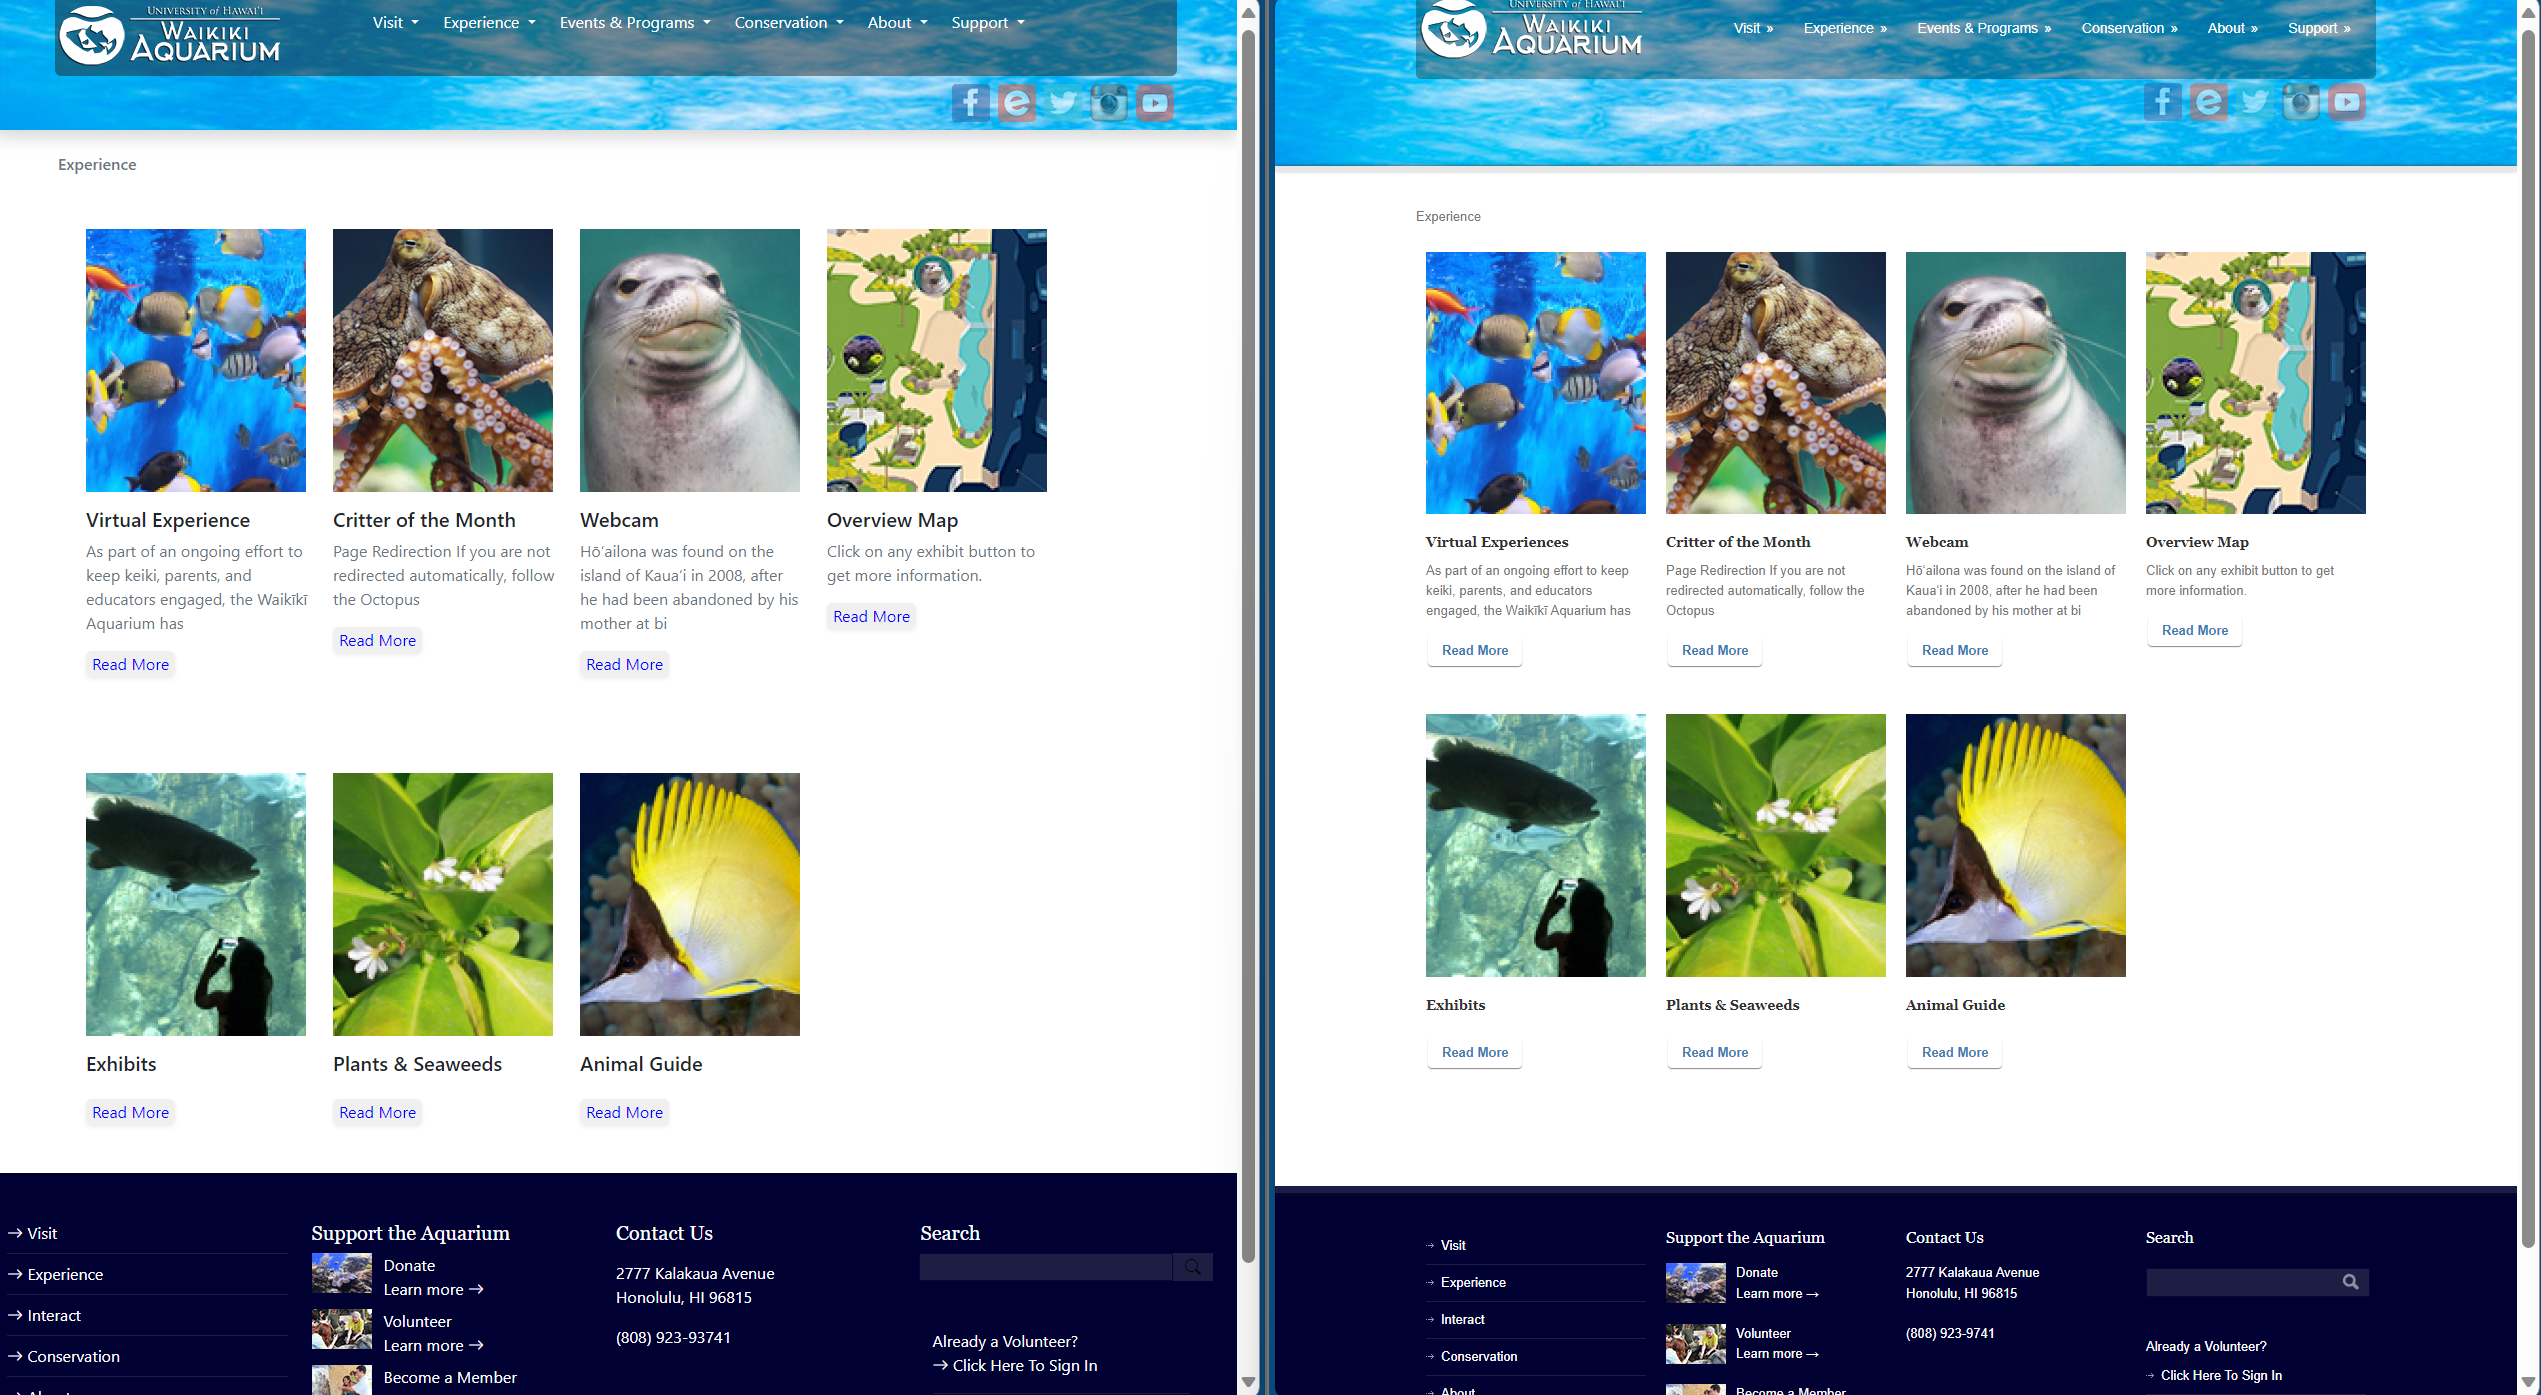 UNIVERSITY of HAWAI'I
WAIKIKI
AQUARIUM
Visit Experience Events & Programs Conservation About Support
Experience
Virtual Experience
As part of an ongoing effort to
keep keiki, parents, and
educators engaged, the Waikīkī
Aquarium has
Read More
Critter of the Month
Page Redirection If you are not
redirected automatically, follow
the Octopus
Read More
Webcam
Hōʻailona was found on the
island of Kauaʻi in 2008, after
he had been abandoned by his
mother at bi
Read More
Overview Map
Click on any exhibit button to
get more information.
Read More
Exhibits
Read More
Plants & Seaweeds
Read More
Animal Guide
Read More
→ Visit
→ Experience
→ Interact
→ Conservation
→ About
Support the Aquarium
Donate
Learn more →
Volunteer
Learn more →
Become a Member
Contact Us
2777 Kalakaua Avenue
Honolulu, HI 96815
(808) 923-93741
Search
Already a Volunteer?
→ Click Here To Sign In
UNIVERSITY of HAWAI'I
WAIKIKI
AQUARIUM
Visit » Experience » Events & Programs » Conservation » About » Support »
Experience
Virtual Experiences
As part of an ongoing effort to keep
keiki, parents, and educators
engaged, the Waikīkī Aquarium has
Read More
Critter of the Month
Page Redirection If you are not
redirected automatically, follow the
Octopus
Read More
Webcam
Hōʻailona was found on the island of
Kauaʻi in 2008, after he had been
abandoned by his mother at bi
Read More
Overview Map
Click on any exhibit button to get
more information.
Read More
Exhibits
Read More
Plants & Seaweeds
Read More
Animal Guide
Read More
→ Visit
→ Experience
→ Interact
→ Conservation
→ About
Support the Aquarium
Donate
Learn more →
Volunteer
Learn more →
Become a Member
Contact Us
2777 Kalakaua Avenue
Honolulu, HI 96815
(808) 923-9741
Search
Already a Volunteer?
→ Click Here To Sign In